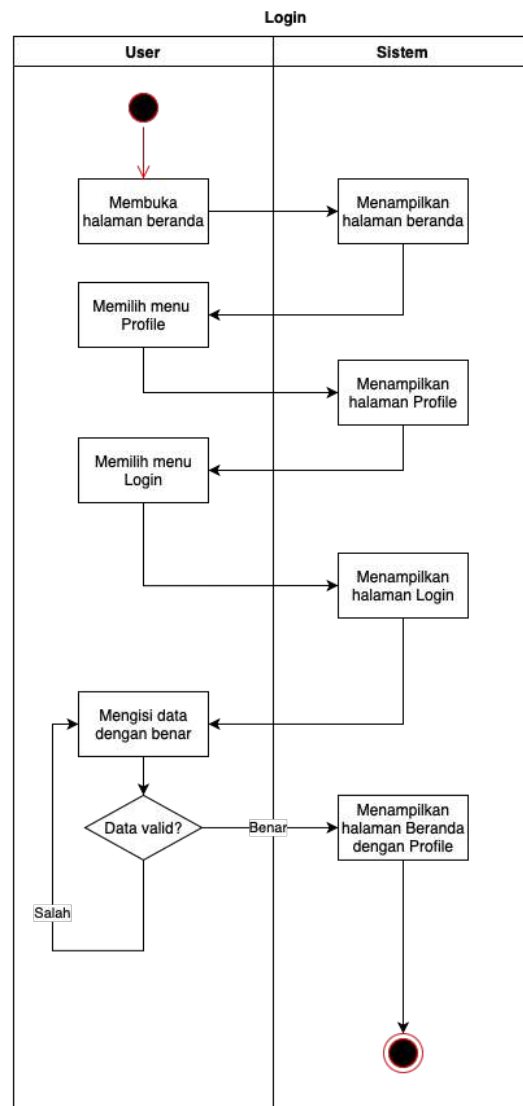 Login
User
Sistem
Membuka
halaman beranda
Menampilkan
halaman beranda
Memilih menu
Profile
Menampilkan
halaman Profile
Memilih menu
Login
Menampilkan
halaman Login
Mengisi data
dengan benar
Data valid?
Benar
Menampilkan
halaman Beranda
dengan Profile
Salah